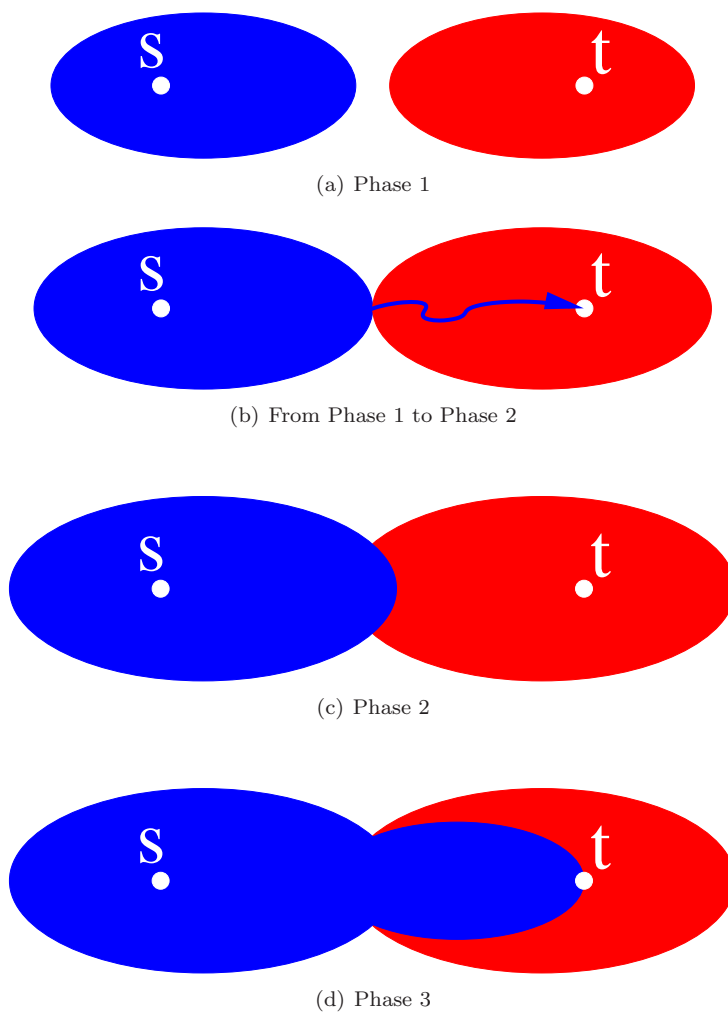 s t
(a) Phase 1
s t
(b) From Phase 1 to Phase 2
s t
(c) Phase 2
s t
(d) Phase 3